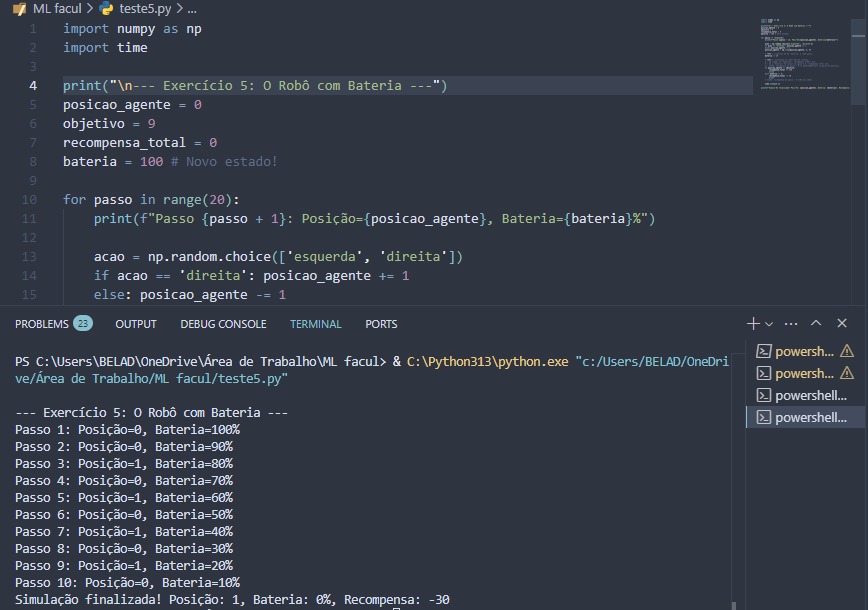 ML facul > teste5.py > ...
1 import numpy as np
2 import time
3
4 print("\n--- Exercício 5: O Robô com Bateria ---")
5 posicao_agente = 0
6 objetivo = 9
7 recompensa_total = 0
8 bateria = 100 # Novo estado!
9
10 for passo in range(20):
11 print(f"Passo {passo + 1}: Posição={posicao_agente}, Bateria={bateria}%")
12
13 acao = np.random.choice(['esquerda', 'direita'])
14 if acao == 'direita': posicao_agente += 1
15 else: posicao_agente -= 1
PROBLEMS 23 OUTPUT DEBUG CONSOLE TERMINAL PORTS
PS C:\Users\BELAD\OneDrive\Área de Trabalho\ML facul> & C:\Python313\python.exe "c:/Users/BELAD/OneDri
ve/Área de Trabalho/ML facul/teste5.py"
--- Exercício 5: O Robô com Bateria ---
Passo 1: Posição=0, Bateria=100%
Passo 2: Posição=0, Bateria=90%
Passo 3: Posição=1, Bateria=80%
Passo 4: Posição=0, Bateria=70%
Passo 5: Posição=1, Bateria=60%
Passo 6: Posição=0, Bateria=50%
Passo 7: Posição=1, Bateria=40%
Passo 8: Posição=0, Bateria=30%
Passo 9: Posição=1, Bateria=20%
Passo 10: Posição=0, Bateria=10%
Simulação finalizada! Posição: 1, Bateria: 0%, Recompensa: -30
powersh...
powersh...
powershell...
powershell...